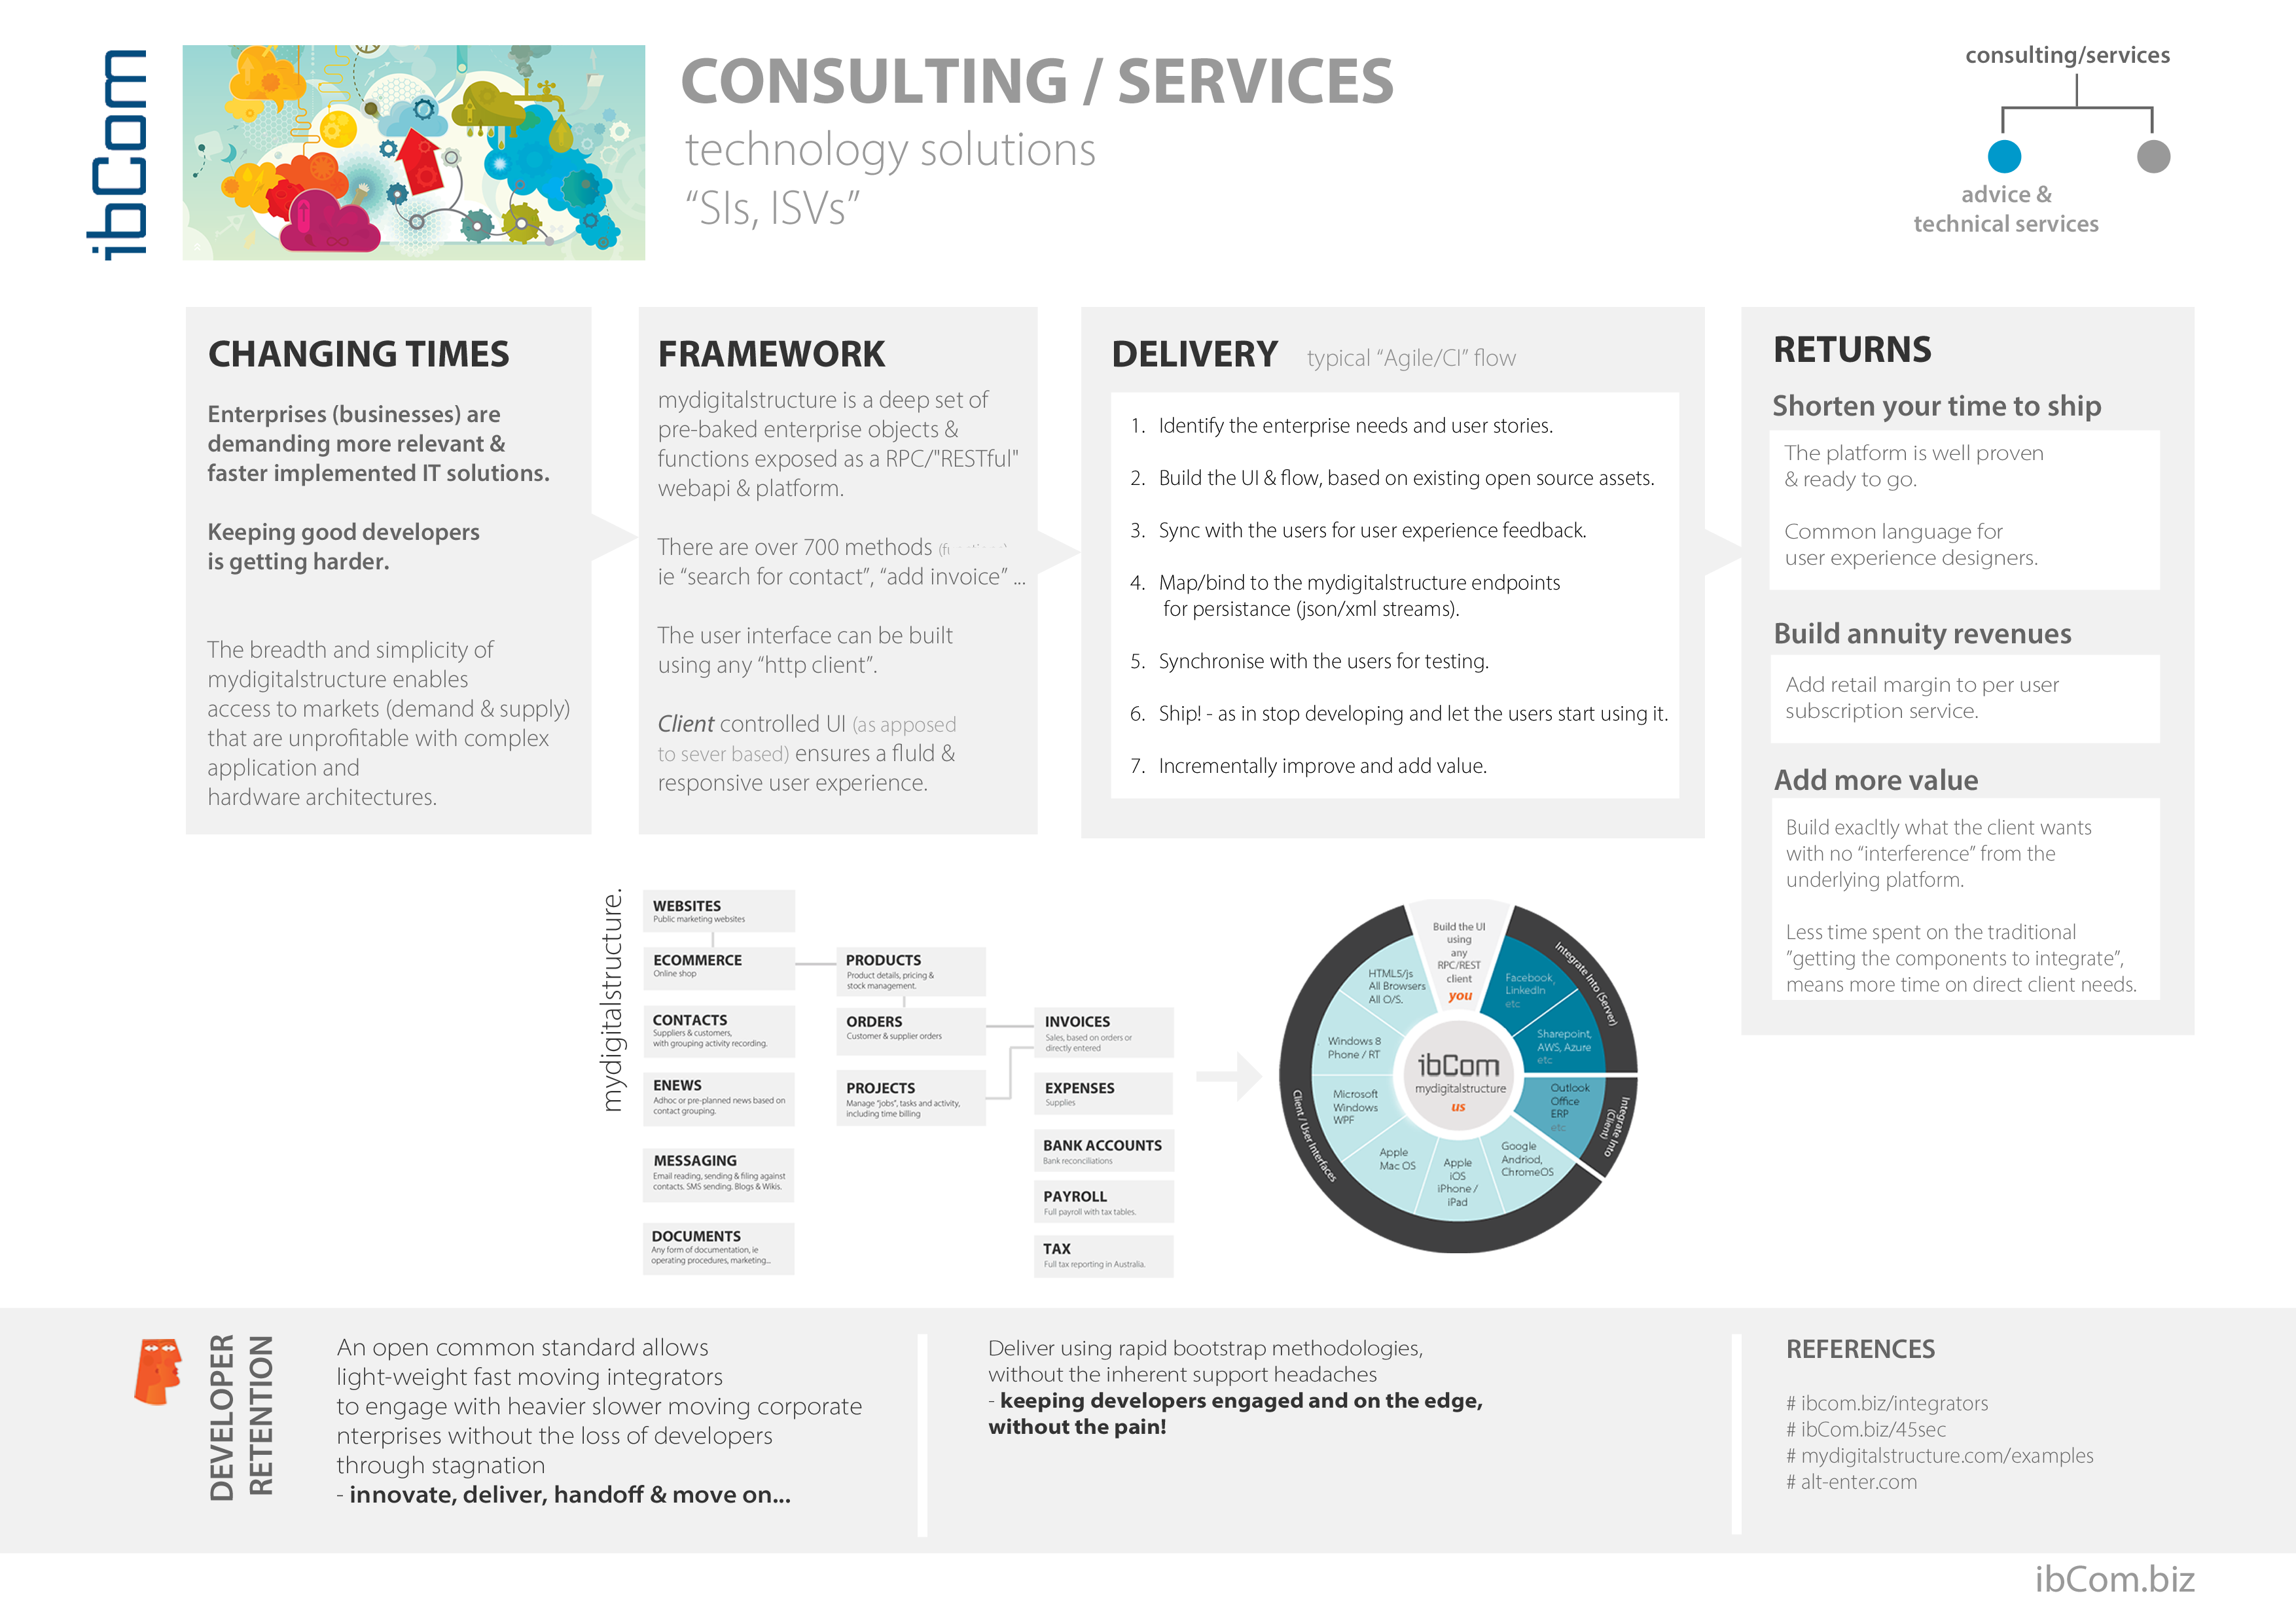 ibCom
CONSULTING / SERVICES
technology solutions
“SIs, ISVs”
consulting/services
advice &
technical services
CHANGING TIMES
Enterprises (businesses) are
demanding more relevant &
faster implemented IT solutions.
Keeping good developers
is getting harder.
The breadth and simplicity of
mydigitalstructure enables
access to markets (demand & supply)
that are unprofitable with complex
application and
hardware architectures.
FRAMEWORK
mydigitalstructure is a deep set of
pre-baked enterprise objects &
functions exposed as a RPC/"RESTful"
webapi & platform.
There are over 700 methods
ie “search for contact”, “add invoice” ...
The user interface can be built
using any “http client”.
Client controlled UI (as apposed
to sever based) ensures a fluld &
responsive user experience.
DELIVERY typical “Agile/CI” flow
1. Identify the enterprise needs and user stories.
2. Build the UI & flow, based on existing open source assets.
3. Sync with the users for user experience feedback.
4. Map/bind to the mydigitalstructure endpoints
for persistance (json/xml streams).
5. Synchronise with the users for testing.
6. Ship! - as in stop developing and let the users start using it.
7. Incrementally improve and add value.
RETURNS
Shorten your time to ship
The platform is well proven
& ready to go.
Common language for
user experience designers.
Build annuity revenues
Add retail margin to per user
subscription service.
Add more value
Build exacltly what the client wants
with no “interference” from the
underlying platform.
Less time spent on the traditional
”getting the components to integrate”,
means more time on direct client needs.
mydigitalstructure.
WEBSITES
Public marketing websites
ECOMMERCE
Online shop
CONTACTS
Suppliers & customers,
with grouping activity recording.
ENEWS
Adhoc or pre-planned news based on
contact grouping.
MESSAGING
Email reading, sending & filing against
contacts. SMS sending. Blogs & Wikis.
DOCUMENTS
Any form of documentation, ie
operating procedures, marketing...
PRODUCTS
Product details, pricing &
stock management.
ORDERS
Customer & supplier orders
PROJECTS
Manage “jobs”, tasks and activity,
including time billing
INVOICES
Sales, based on orders or
directly entered
EXPENSES
Supplies
BANK ACCOUNTS
Bank reconciliations
PAYROLL
Full payroll with tax tables.
TAX
Full tax reporting in Australia.
Build the UI
using
any
RPC/REST
client
you
Integrate Into (Server)
Facebook,
LinkedIn
etc
Sharepoint,
AWS, Azure
etc
Integrate Into
(Client)
Outlook
Office
ERP
etc
Client / User Interfaces
HTML5/js
All Browsers
All O/S.
Windows 8
Phone / RT
Microsoft
Windows
WPF
Apple
Mac OS
Apple
iOS
iPhone /
iPad
Google
Andriod,
ChromeOS
ibCom
mydigitalstructure
us
DEVELOPER
RETENTION
An open common standard allows
light-weight fast moving integrators
to engage with heavier slower moving corporate
nterprises without the loss of developers
through stagnation
- innovate, deliver, handoff & move on...
Deliver using rapid bootstrap methodologies,
without the inherent support headaches
- keeping developers engaged and on the edge,
without the pain!
REFERENCES
# ibcom.biz/integrators
# ibCom.biz/45sec
# mydigitalstructure.com/examples
# alt-enter.com
ibCom.biz